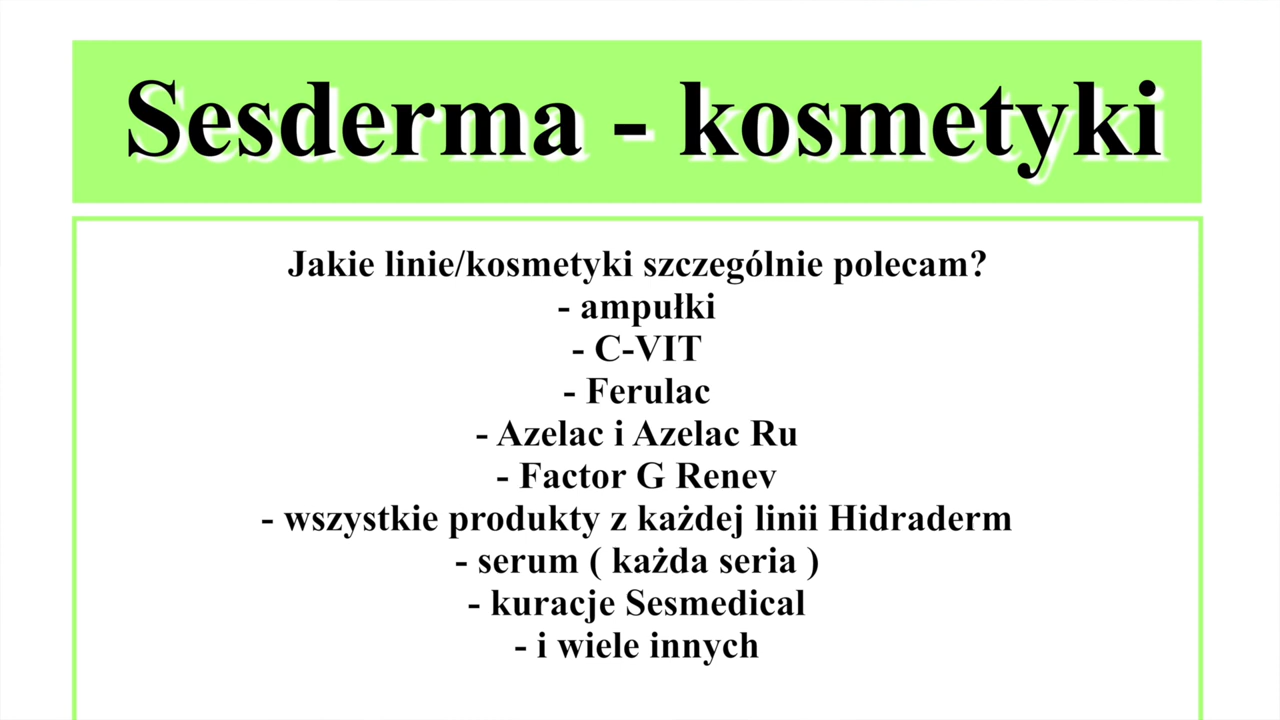 Sesderma - kosmetyki
Jakie linie/kosmetyki szczególnie polecam?
- ampułki
- C-VIT
- Ferulac
- Azelac i Azelac Ru
- Factor G Renev
- wszystkie produkty z każdej linii Hidraderm
- serum ( każda seria )
- kuracje Sesmedical
- i wiele innych